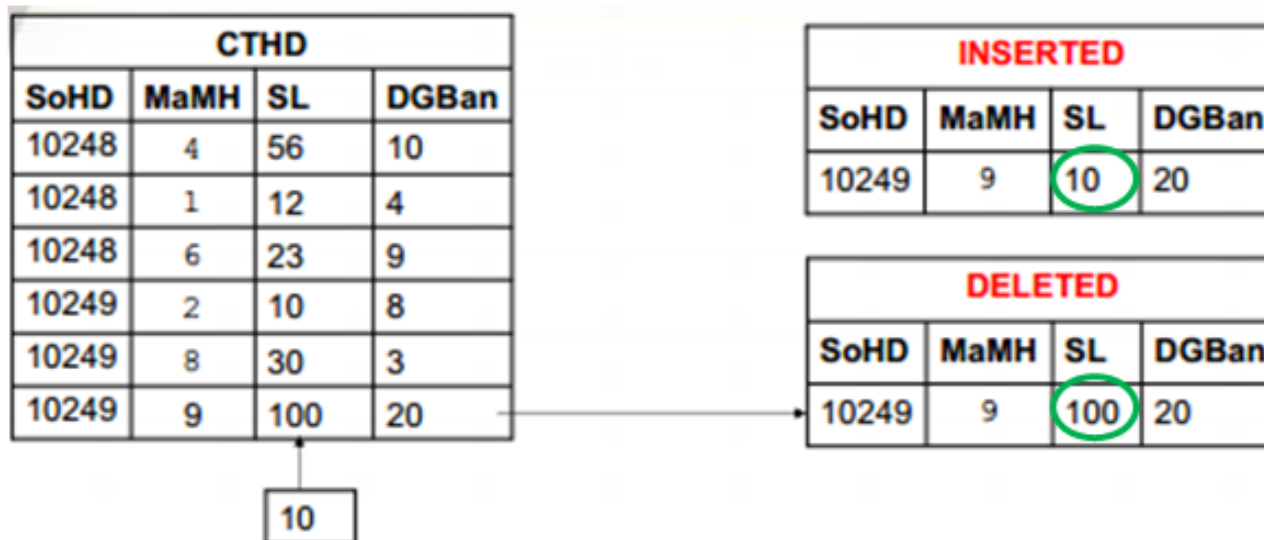 CTHD
SoHD MaMH SL DGBan
10248 4 56 10
10248 1 12 4
10248 6 23 9
10249 2 10 8
10249 8 30 3
10249 9 100 20
10
INSERTED
SoHD MaMH SL DGBan
10249 9 10 20
DELETED
SoHD MaMH SL DGBan
10249 9 100 20